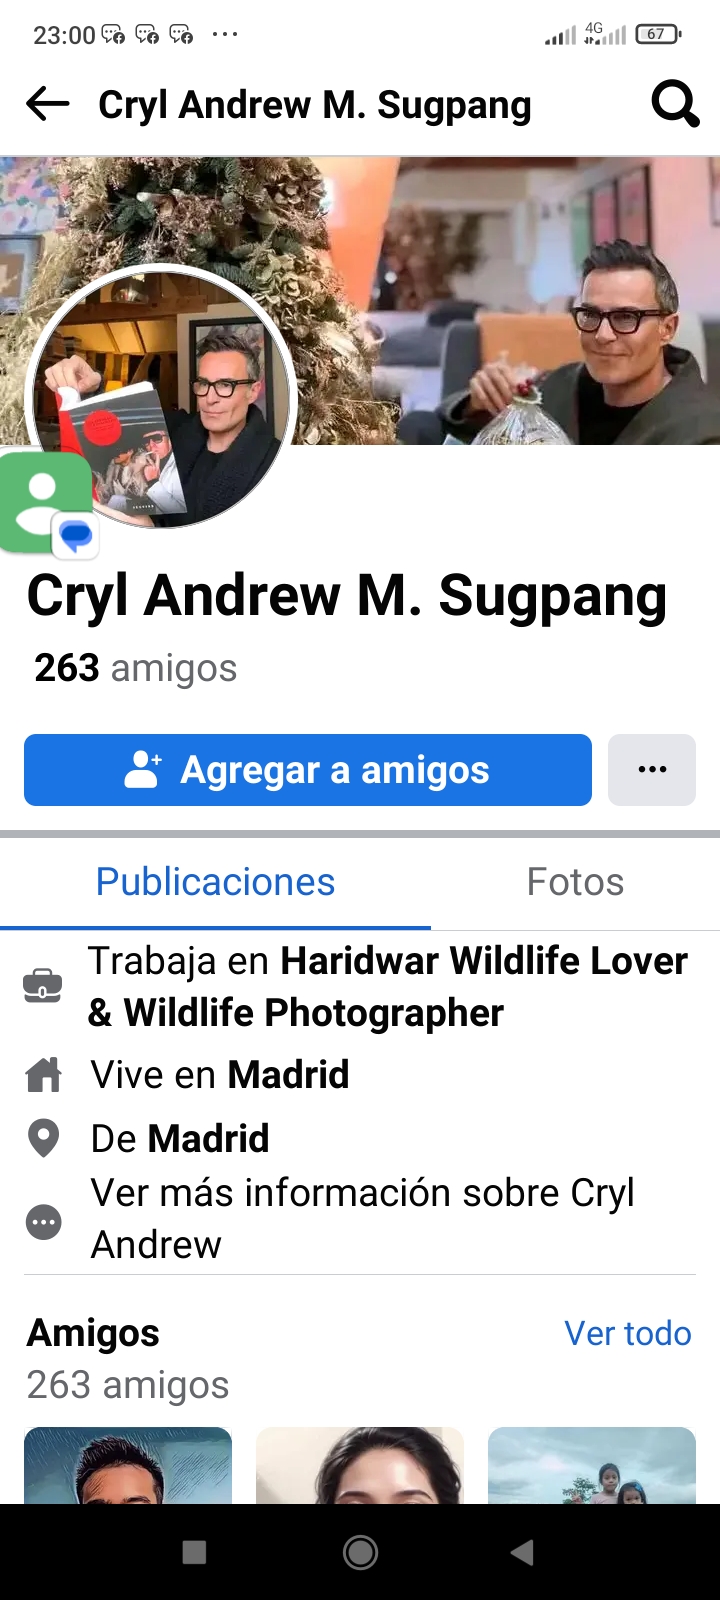 23:00
4G
67
Cryl Andrew M. Sugpang
Cryl Andrew M. Sugpang
263 amigos
Agregar a amigos
Publicaciones
Fotos
Trabaja en Haridwar Wildlife Lover
& Wildlife Photographer
Vive en Madrid
De Madrid
Ver más información sobre Cryl
Andrew
Amigos
Ver todo
263 amigos